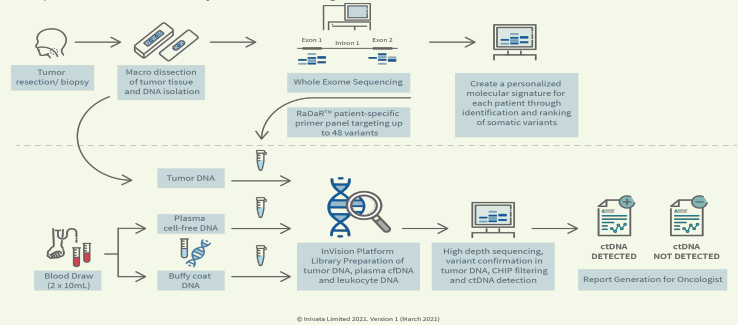 Exon 1
Intron 1
Exon 2
Tumor
resection/ biopsy
Macro dissection
of tumor tissue
and DNA isolation
Whole Exome Sequencing
RaDaR™ patient-specific
primer panel targeting up
to 48 variants
Create a personalized
molecular signature for
each patient through
identification and ranking
of somatic variants
Tumor DNA
Plasma
cell-free DNA
Blood Draw
(2 x 10mL)
Buffy coat
DNA
InVision Platform
Library Preparation of
tumor DNA, plasma cfDNA
and leukocyte DNA
High depth sequencing,
variant confirmation in
tumor DNA, CHIP filtering
and ctDNA detection
ctDNA
DETECTED
ctDNA
NOT DETECTED
Report Generation for Oncologist
© Inivata Limited 2021. Version 1 (March 2021)